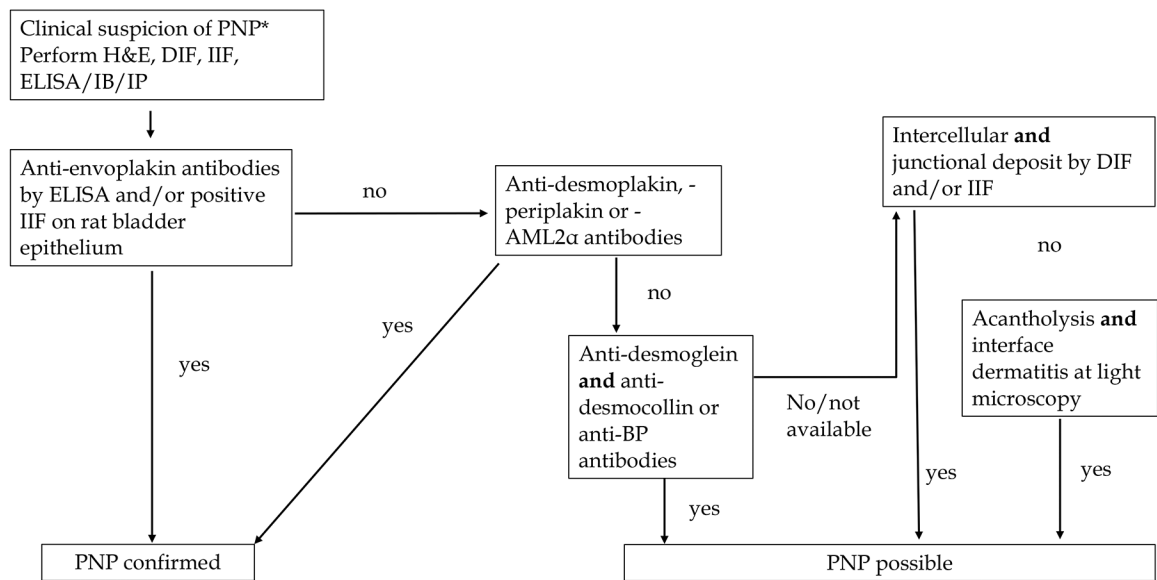 Clinical suspicion of PNP*
Perform H&E, DIF, IIF,
ELISA/IB/IP
Anti-envoplakin antibodies
by ELISA and/or positive
IIF on rat bladder
epithelium
no
Anti-desmoplakin, -
periplakin or -
AML2α antibodies
Intercellular and
junctional deposit by DIF
and/or IIF
no
yes
yes
no
Anti-desmoglein
and anti-
desmocollin or
anti-BP
antibodies
No/not
available
Acantholysis and
interface
dermatitis at light
microscopy
yes
yes
yes
PNP confirmed
PNP possible